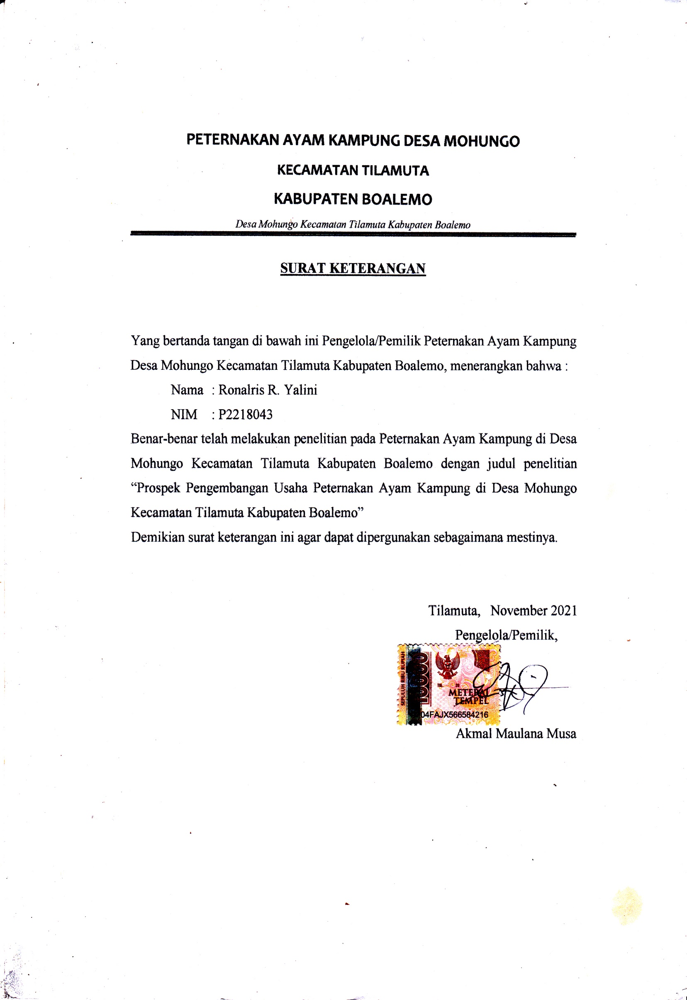 PETERNAKAN AYAM KAMPUNG DESA MOHUNGO
KECAMATAN TILAMUTA
KABUPATEN BOALEMO
Desa Mohungo Kecamatan Tilamuta Kabupaten Boalemo
SURAT KETERANGAN
Yang bertanda tangan di bawah ini Pengelola/Pemilik Peternakan Ayam Kampung
Desa Mohungo Kecamatan Tilamuta Kabupaten Boalemo, menerangkan bahwa :
Nama : Ronalris R. Yalini
NIM : P2218043
Benar-benar telah melakukan penelitian pada Peternakan Ayam Kampung di Desa
Mohungo Kecamatan Tilamuta Kabupaten Boalemo dengan judul penelitian
“Prospek Pengembangan Usaha Peternakan Ayam Kampung di Desa Mohungo
Kecamatan Tilamuta Kabupaten Boalemo”
Demikian surat keterangan ini agar dapat dipergunakan sebagaimana mestinya.
Tilamuta, November 2021
Pengelola/Pemilik,
SEPULUH RIBU RUPIAH
10000
TGL. 20
METERAI
TEMPEL
04FAJX566584216
Akmal Maulana Musa